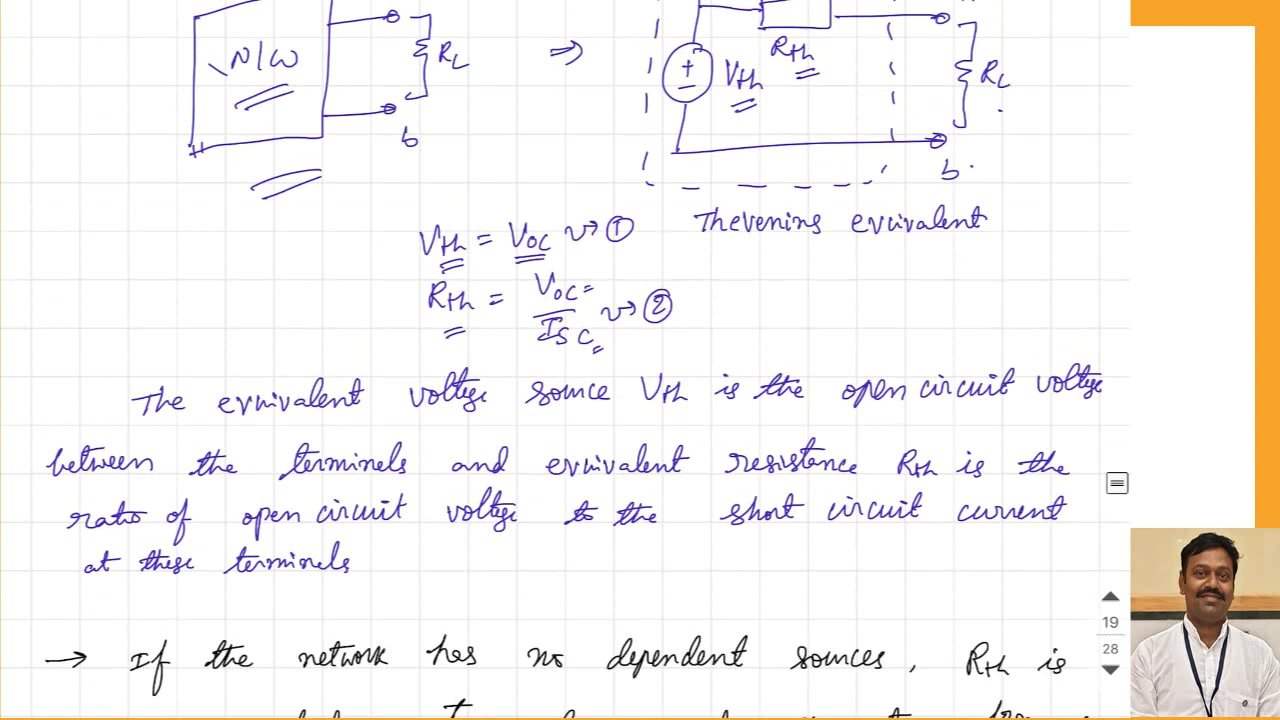 N/W
RL
⇒
+
−
Vth
Rth
RL
b
b
Vth = Voc → ①
Thevenins equivalent
Rth = Voc / Isc → ②
The equivalent voltage source Vth is the open circuit voltage
between the terminals and equivalent resistance Rth is the
ratio of open circuit voltage to the short circuit current
at these terminals
→ If the network has no dependent sources, Rth is
19
28